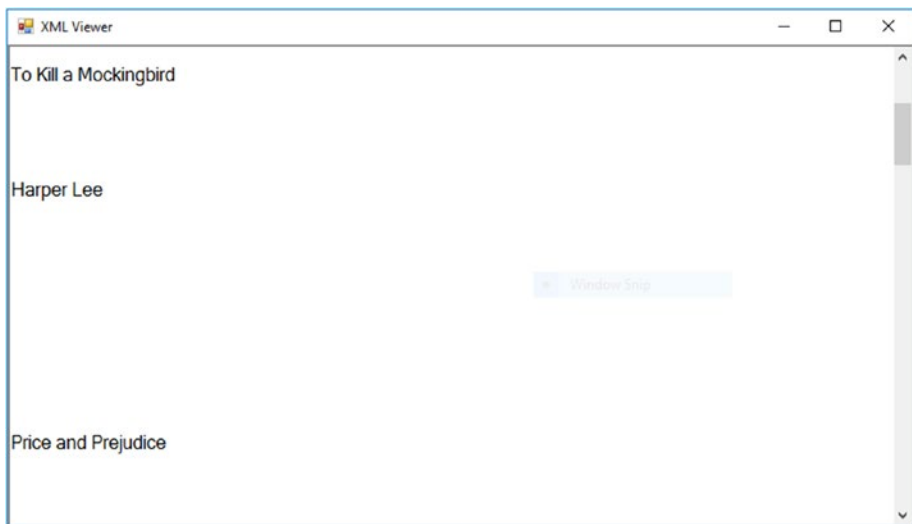 XML Viewer
To Kill a Mockingbird
Harper Lee
Window Snip
Price and Prejudice